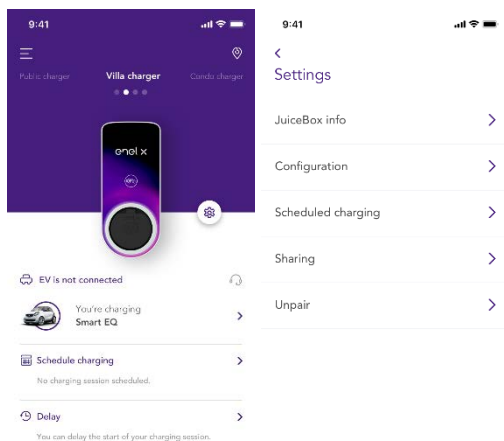 9:41
Public charger
Villa charger
Condo charger
enel x
EV is not connected
You're charging
Smart EQ
Schedule charging
No charging session scheduled.
Delay
You can delay the start of your charging session.
9:41
Settings
JuiceBox info
Configuration
Scheduled charging
Sharing
Unpair